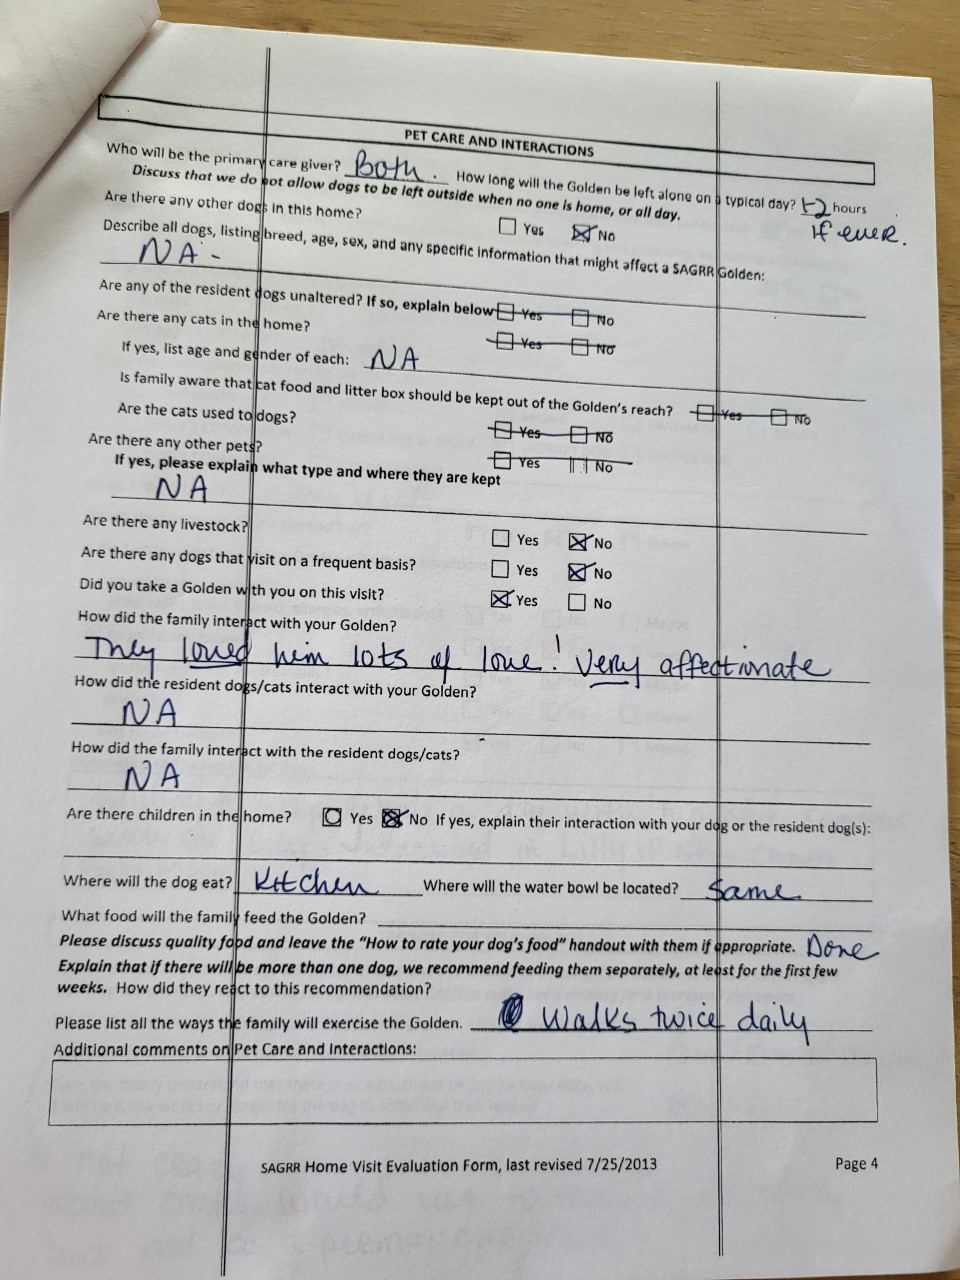 PET CARE AND INTERACTIONS
Who will be the primary care giver? Both. How long will the Golden be left alone on a typical day? 1-2 hours
If ever.
Discuss that we do not allow dogs to be left outside when no one is home, or all day.
Are there any other dogs in this home? ☐ Yes ☒ No
Describe all dogs, listing breed, age, sex, and any specific information that might affect a SAGRR Golden:
NA -
Are any of the resident dogs unaltered? If so, explain below ☐ Yes ☐ No
Are there any cats in the home? ☐ Yes ☐ No
If yes, list age and gender of each: NA
Is family aware that cat food and litter box should be kept out of the Golden's reach? ☐ Yes ☐ No
Are the cats used to dogs? ☐ Yes ☐ No
Are there any other pets? ☐ Yes ☐ No
If yes, please explain what type and where they are kept
NA
Are there any livestock? ☐ Yes ☒ No
Are there any dogs that visit on a frequent basis? ☐ Yes ☒ No
Did you take a Golden with you on this visit? ☒ Yes ☐ No
How did the family interact with your Golden?
They loved him lots of love! Very affectionate
How did the resident dogs/cats interact with your Golden?
NA
How did the family interact with the resident dogs/cats?
NA
Are there children in the home? ☐ Yes ☒ No If yes, explain their interaction with your dog or the resident dog(s):
Where will the dog eat? Kitchen Where will the water bowl be located? Same
What food will the family feed the Golden?
Please discuss quality food and leave the "How to rate your dog's food" handout with them if appropriate. Done
Explain that if there will be more than one dog, we recommend feeding them separately, at least for the first few
weeks. How did they react to this recommendation?
Please list all the ways the family will exercise the Golden. Walks twice daily
Additional comments on Pet Care and Interactions:
SAGRR Home Visit Evaluation Form, last revised 7/25/2013 Page 4